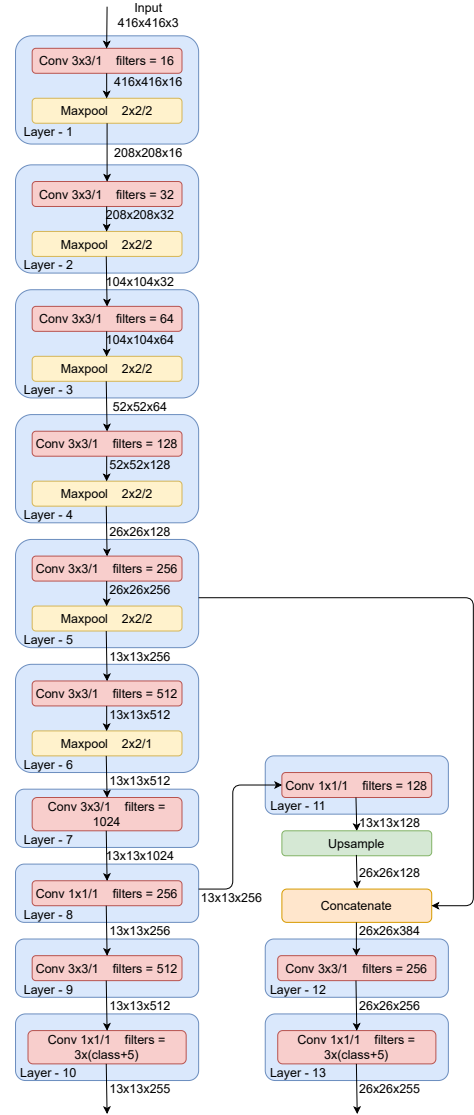 Input
416x416x3
Conv 3x3/1 filters = 16
416x416x16
Maxpool 2x2/2
Layer - 1
208x208x16
Conv 3x3/1 filters = 32
208x208x32
Maxpool 2x2/2
Layer - 2
104x104x32
Conv 3x3/1 filters = 64
104x104x64
Maxpool 2x2/2
Layer - 3
52x52x64
Conv 3x3/1 filters = 128
52x52x128
Maxpool 2x2/2
Layer - 4
26x26x128
Conv 3x3/1 filters = 256
26x26x256
Maxpool 2x2/2
Layer - 5
13x13x256
Conv 3x3/1 filters = 512
13x13x512
Maxpool 2x2/1
Layer - 6
13x13x512
Conv 3x3/1 filters =
1024
Layer - 7
13x13x1024
Conv 1x1/1 filters = 256
Layer - 8
13x13x256
13x13x256
Conv 3x3/1 filters = 512
Layer - 9
13x13x512
Conv 1x1/1 filters =
3x(class+5)
Layer - 10
13x13x255
Conv 1x1/1 filters = 128
Layer - 11
13x13x128
Upsample
26x26x128
Concatenate
26x26x384
Conv 3x3/1 filters = 256
Layer - 12
26x26x256
Conv 1x1/1 filters =
3x(class+5)
Layer - 13
26x26x255